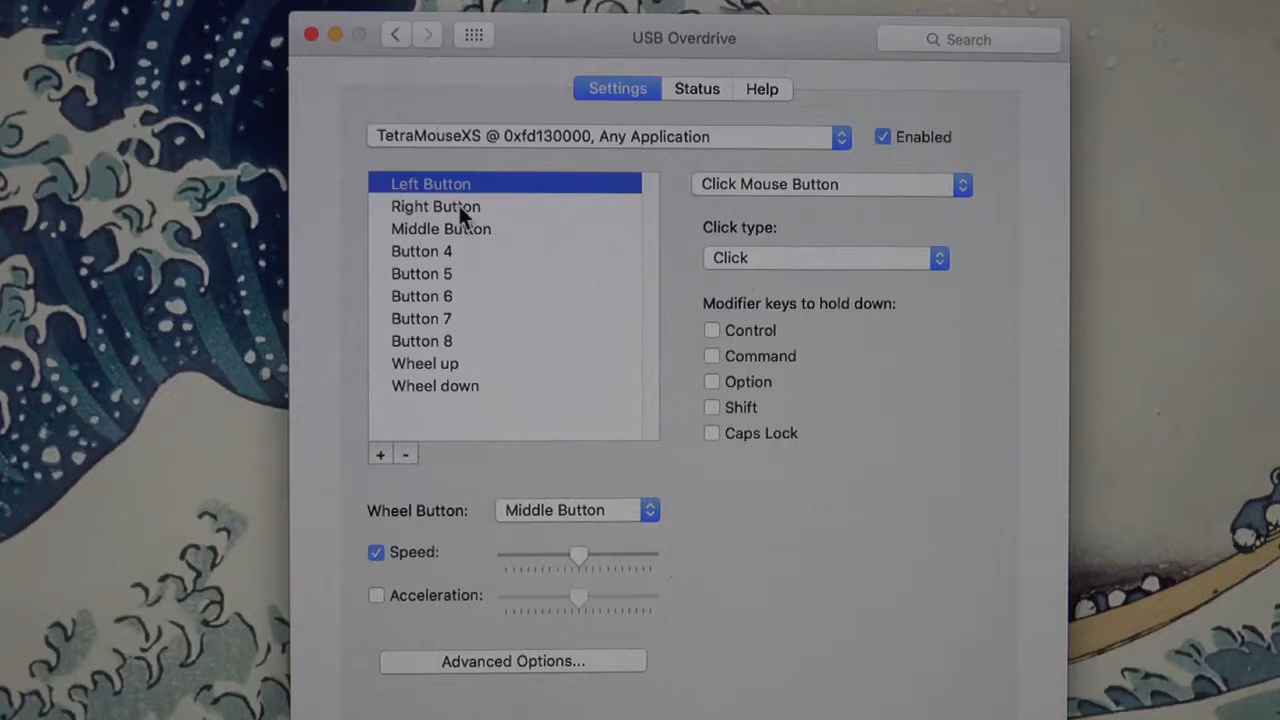 USB Overdrive
Search
Settings Status Help
TetraMouseXS @ 0xfd130000, Any Application
Enabled
Left Button
Right Button
Middle Button
Button 4
Button 5
Button 6
Button 7
Button 8
Wheel up
Wheel down
+ -
Click Mouse Button
Click type:
Click
Modifier keys to hold down:
Control
Command
Option
Shift
Caps Lock
Wheel Button: Middle Button
Speed:
Acceleration:
Advanced Options...